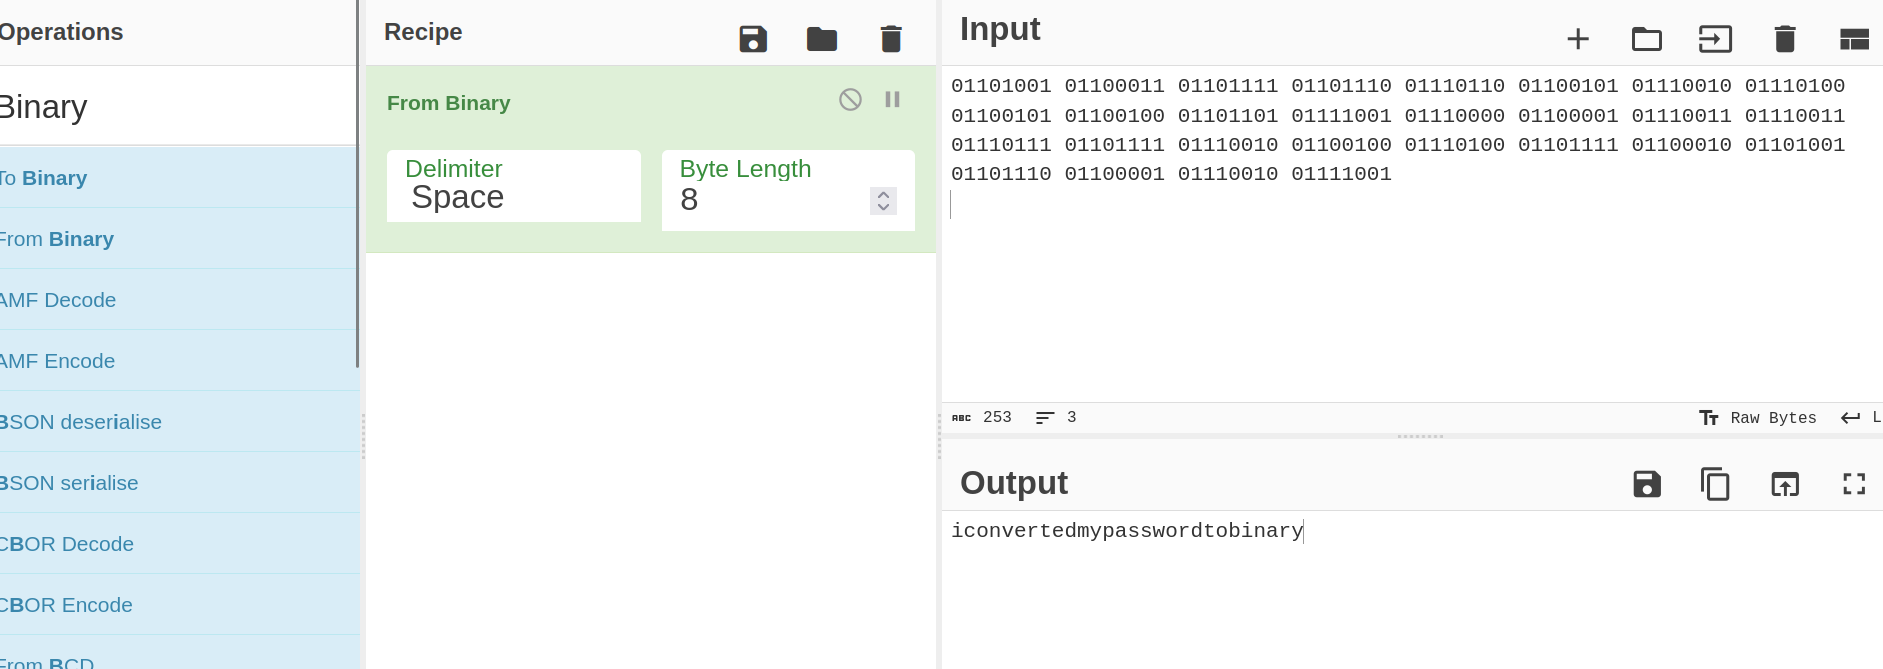 Operations
Binary
To Binary
From Binary
AMF Decode
AMF Encode
BSON deserialise
BSON serialise
CBOR Decode
CBOR Encode
From BCD
Recipe
From Binary
Delimiter
Space
Byte Length
8
Input
01101001 01100011 01101111 01101110 01110110 01100101 01110010 01110100
01100101 01100100 01101101 01111001 01110000 01100001 01110011 01110011
01110111 01101111 01110010 01100100 01110100 01101111 01100010 01101001
01101110 01100001 01110010 01111001
ABC 253 3 Raw Bytes L
Output
iconvertedmypasswordtobinary